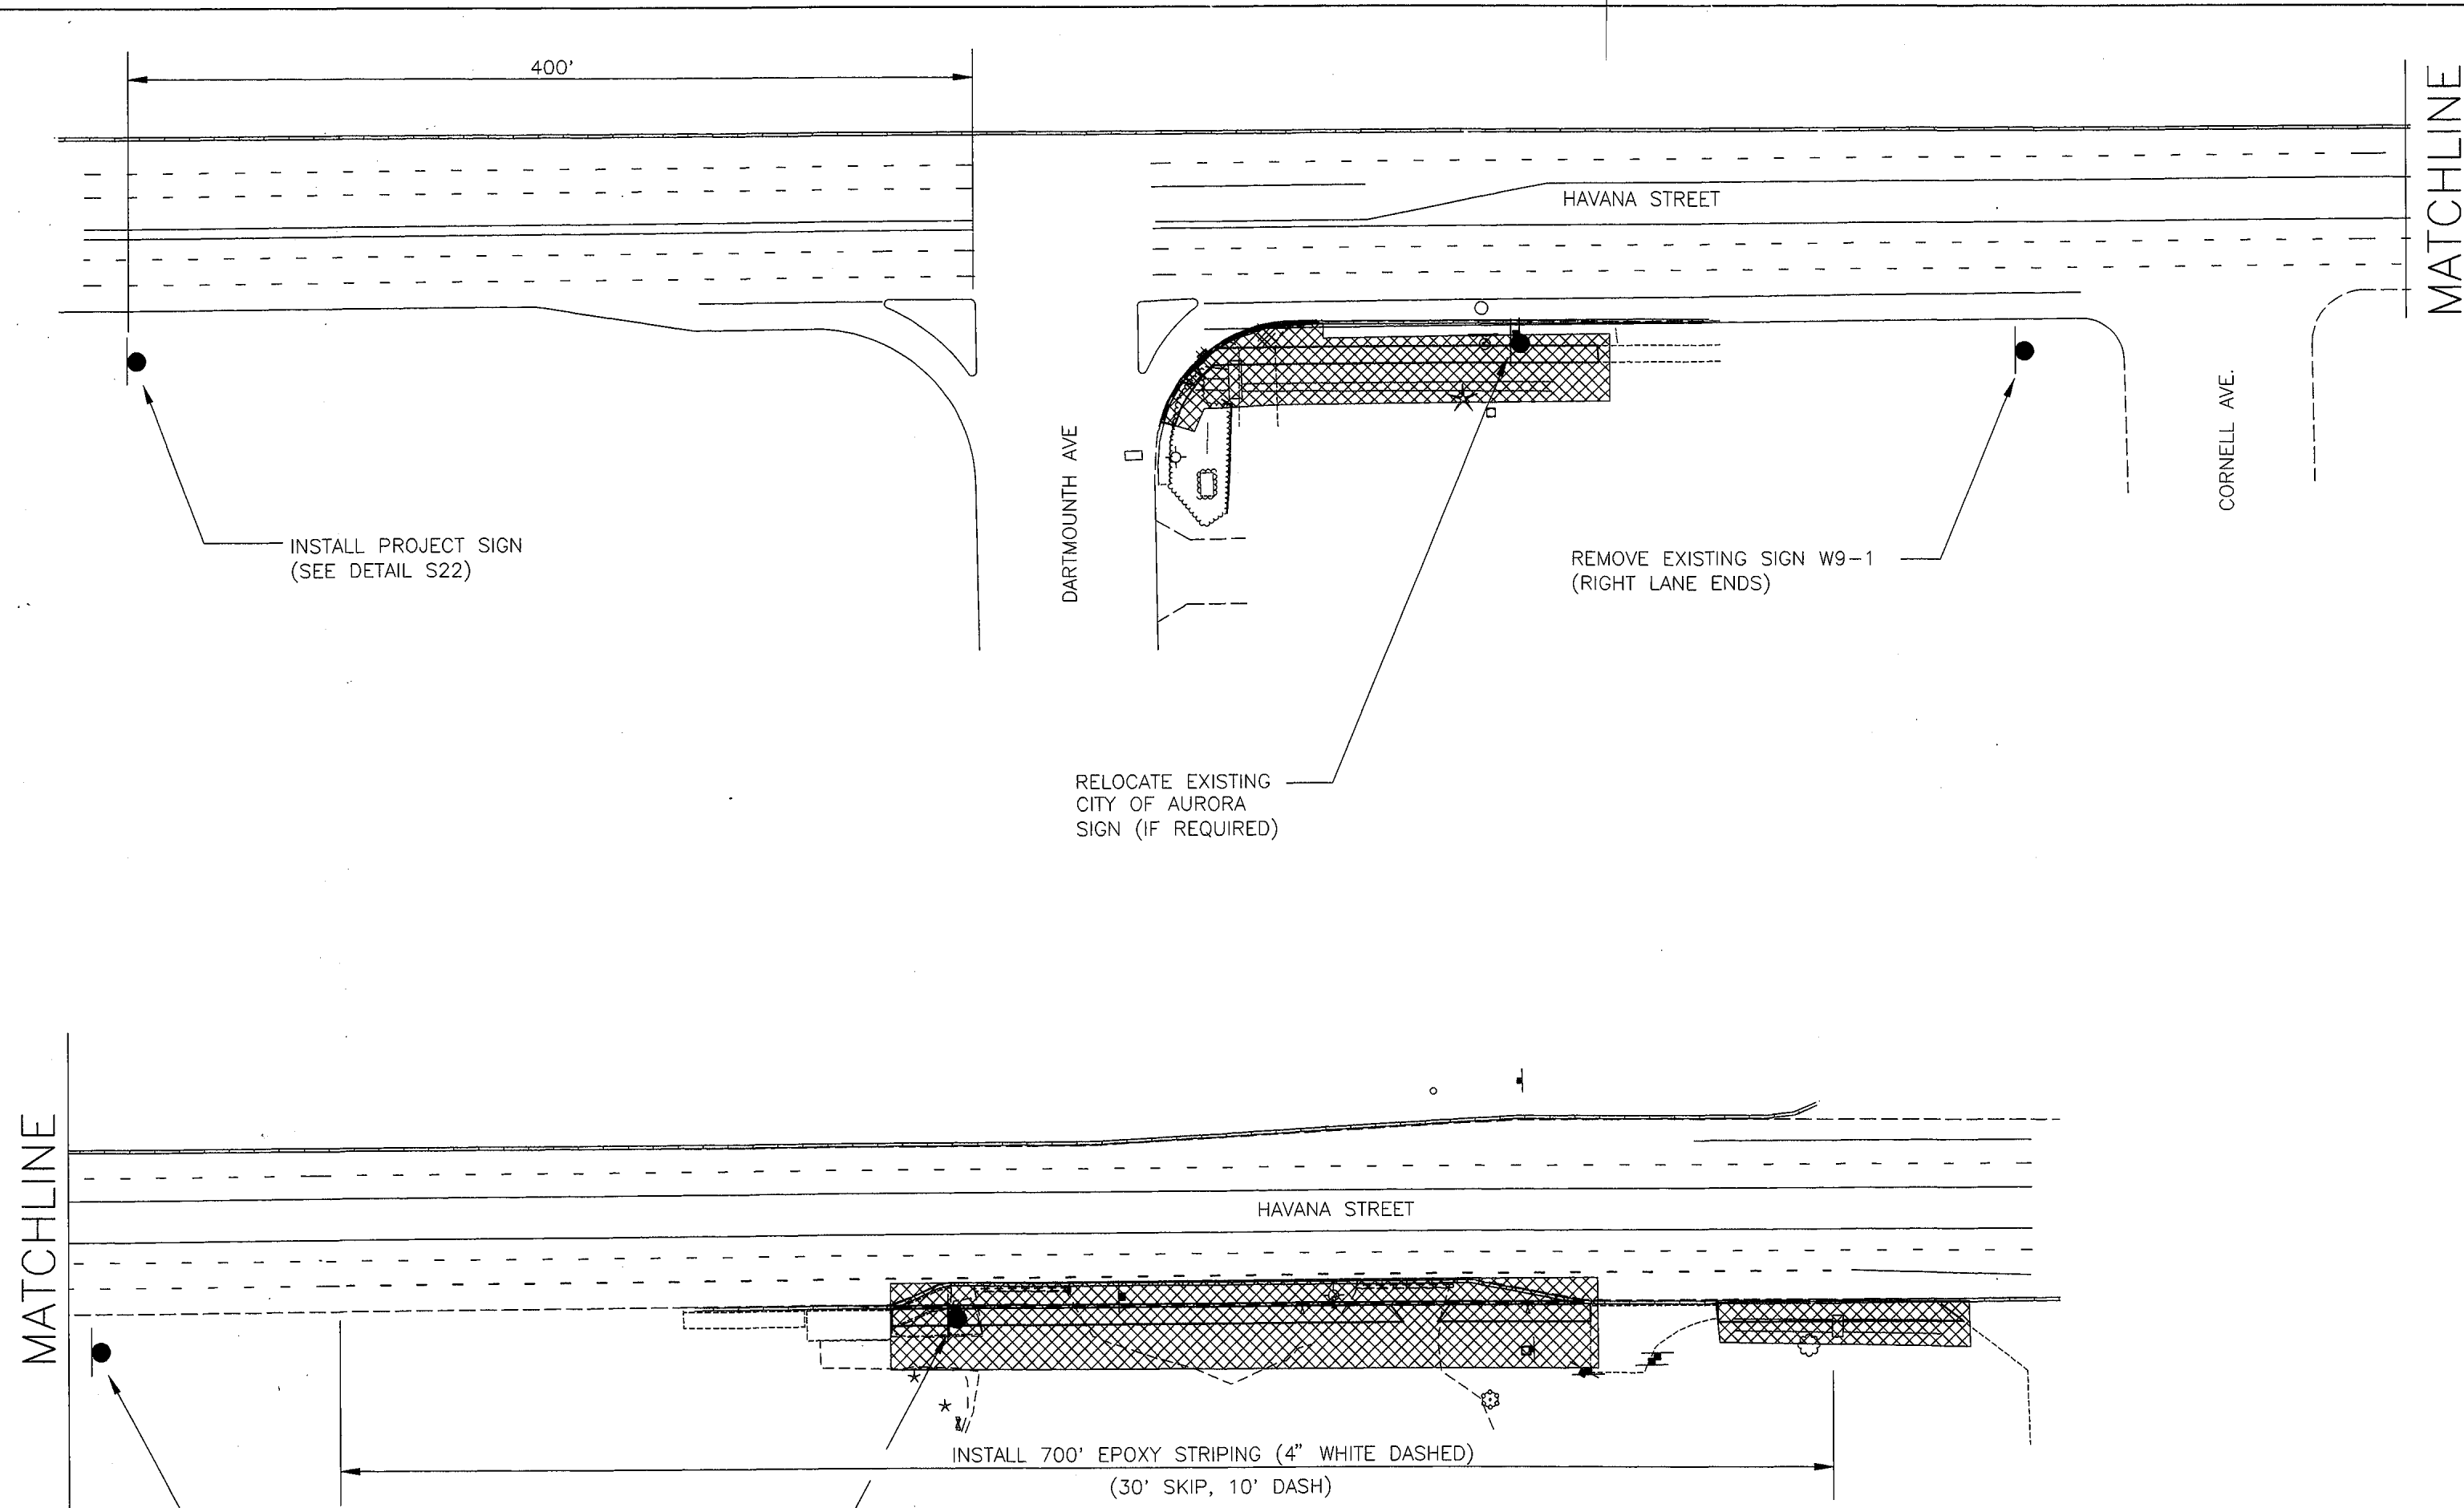 400'
MATCHLINE
HAVANA STREET
DARTMOUNTH AVE
CORNELL AVE.
INSTALL PROJECT SIGN
(SEE DETAIL S22)
REMOVE EXISTING SIGN W9-1
(RIGHT LANE ENDS)
RELOCATE EXISTING
CITY OF AURORA
SIGN (IF REQUIRED)
MATCHLINE
HAVANA STREET
INSTALL 700' EPOXY STRIPING (4" WHITE DASHED)
(30' SKIP, 10' DASH)